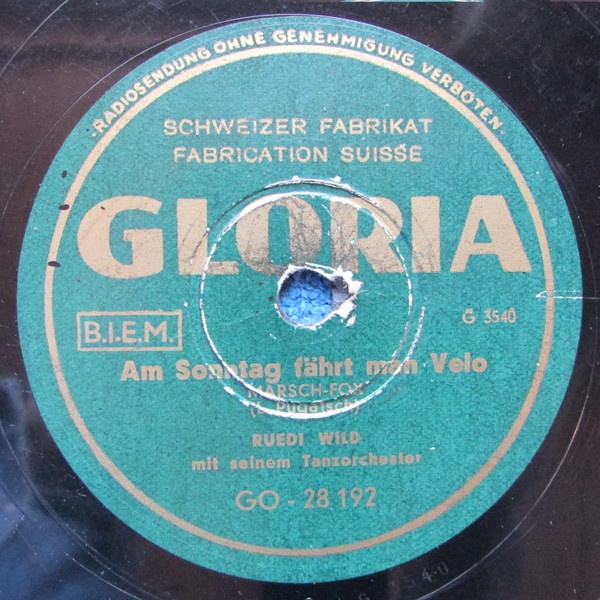 RADIOSENDUNG OHNE GENEHMIGUNG VERBOTEN
SCHWEIZER FABRIKAT
FABRICATION SUISSE
GLORIA
B.I.E.M.
G 3540
Am Sonntag fährt man Velo
MARSCH-FOX
RUEDI WILD
mit seinem Tanzorchester
GO - 28 192